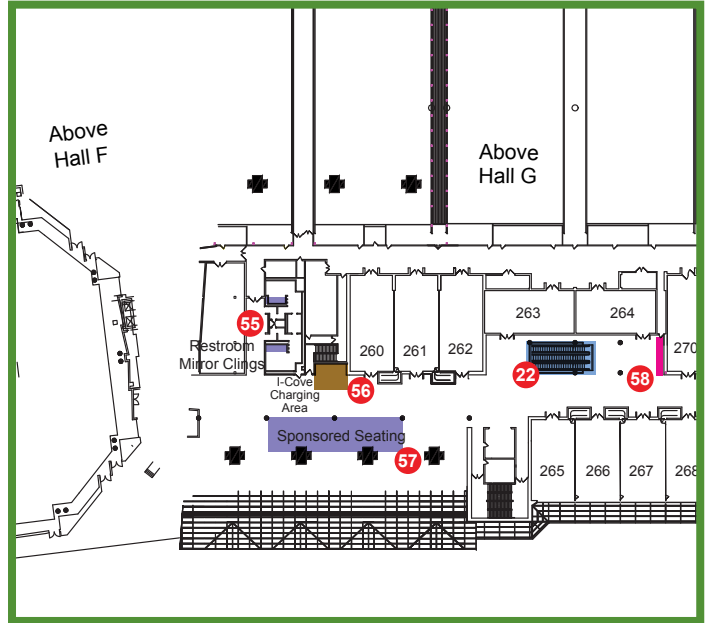 Above
Hall F
Above
Hall G
263
264
55
260
261
262
270
Restroom
Mirror Clings
22
58
I-Cove
Charging
Area
56
Sponsored Seating
57
265
266
267
268